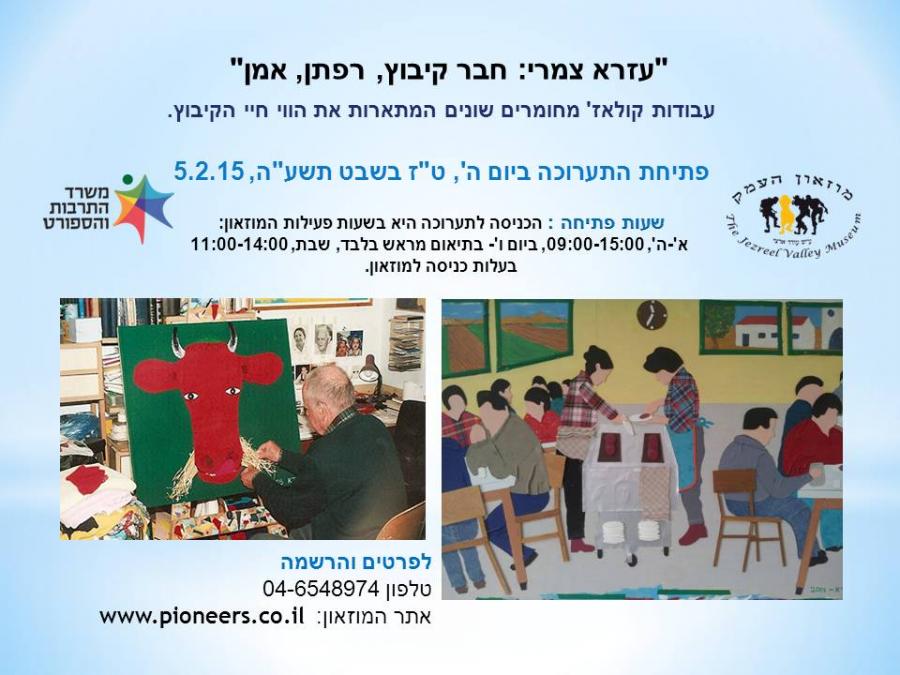 "עזרא צמרי: חבר קיבוץ, רפתן, אמן"
עבודות קולאז' מחומרים שונים המתארות את הווי חיי הקיבוץ.
פתיחת התערוכה ביום ה', ט"ז בשבט תשע"ה, 5.2.15
משרד
התרבות
והספורט
מוזאון העמק
The Jezreel Valley Museum
שעות פתיחה : הכניסה לתערוכה היא בשעות פעילות המוזאון:
א'-ה', 09:00-15:00, ביום ו'- בתיאום מראש בלבד, שבת, 11:00-14:00
בעלות כניסה למוזאון.
לפרטים והרשמה
טלפון 04-6548974
אתר המוזאון: www.pioneers.co.il